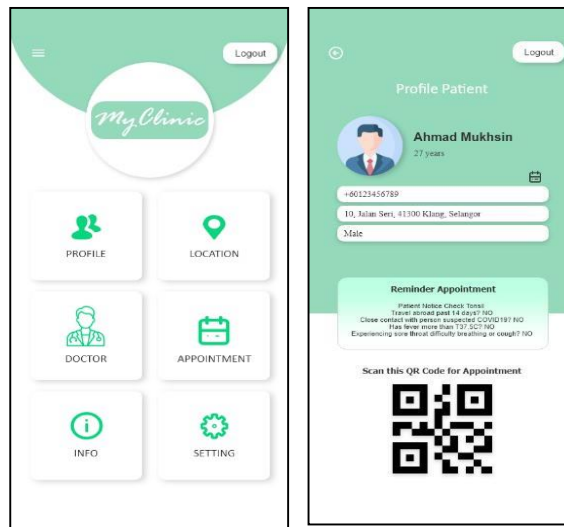 Logout
My Clinic
PROFILE
LOCATION
DOCTOR
APPOINTMENT
INFO
SETTING
Logout
Profile Patient
Ahmad Mukhsin
27 years
+60123456789
10, Jalan Seri, 41300 Klang, Selangor
Male
Reminder Appointment
Patient Notice Check Tonsil
Travel abroad past 14 days? NO
Close contact with person suspected COVID19? NO
Has fever more than T37.5C? NO
Experiencing sore throat difficulty breathing or cough? NO
Scan this QR Code for Appointment